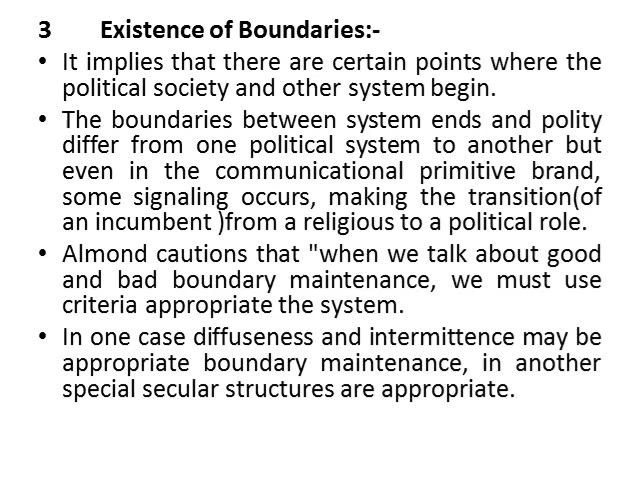 3 Existence of Boundaries:-
• It implies that there are certain points where the
political society and other system begin.
• The boundaries between system ends and polity
differ from one political system to another but
even in the communicational primitive brand,
some signaling occurs, making the transition(of
an incumbent )from a religious to a political role.
• Almond cautions that "when we talk about good
and bad boundary maintenance, we must use
criteria appropriate the system.
• In one case diffuseness and intermittence may be
appropriate boundary maintenance, in another
special secular structures are appropriate.